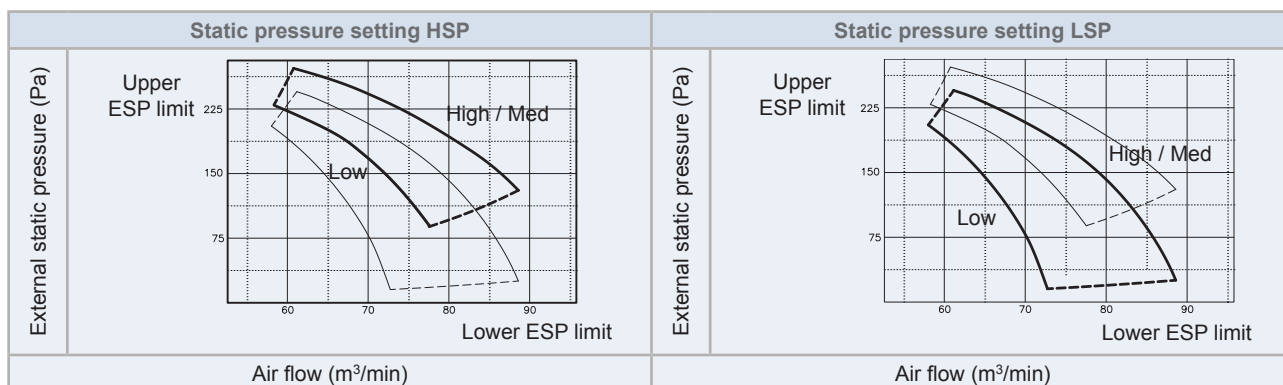 Static pressure setting HSP
Static pressure setting LSP
External static pressure (Pa)
Upper
ESP limit
225
150
75
High / Med
Low
60
70
80
90
Lower ESP limit
External static pressure (Pa)
Upper
ESP limit
225
150
75
High / Med
Low
60
70
80
90
Lower ESP limit
Air flow (m³/min)
Air flow (m³/min)